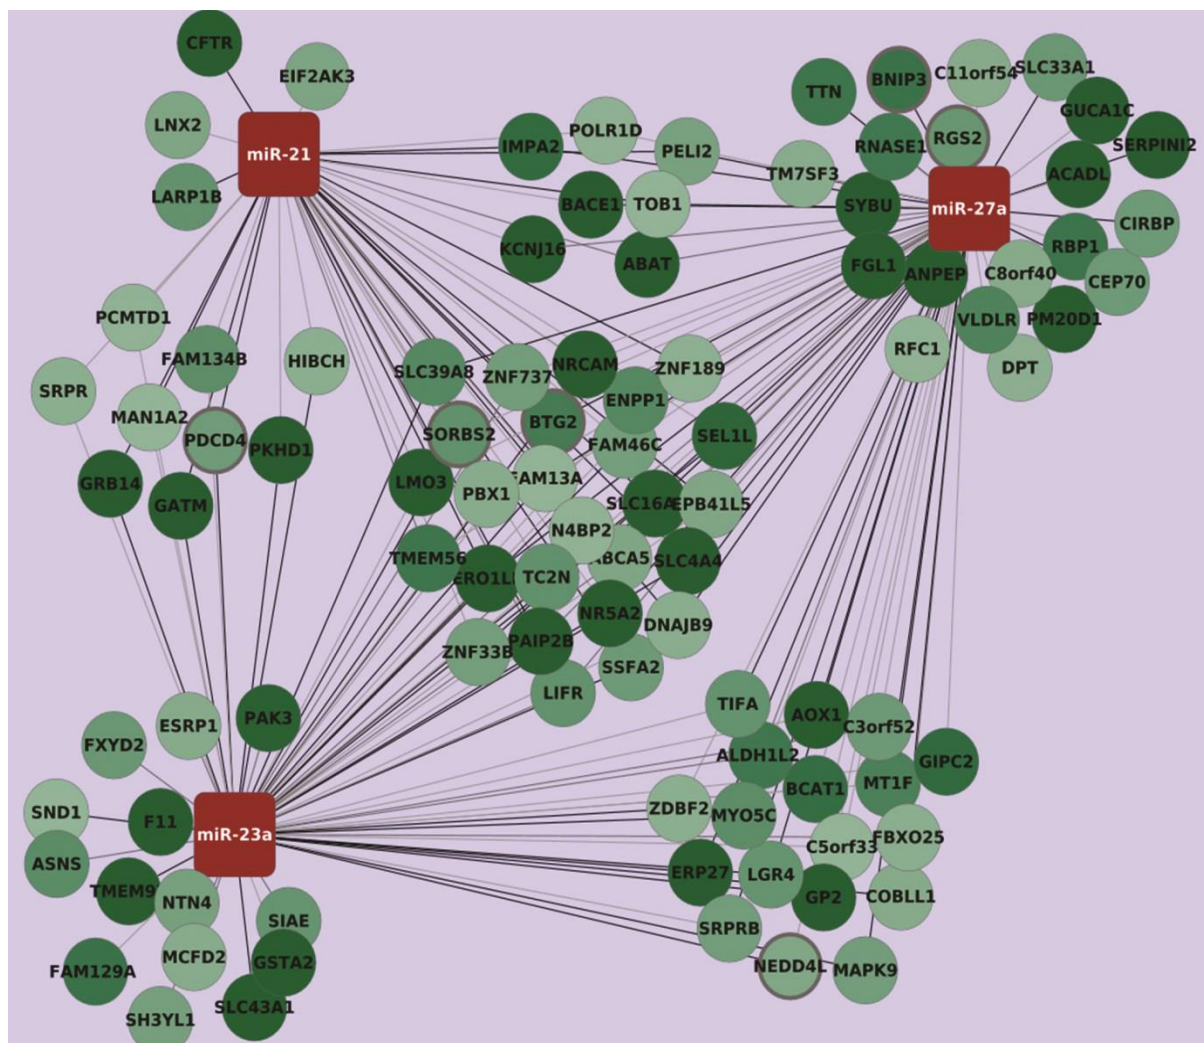 CFTR
EIF2AK3
LNX2
miR-21
LARP1B
IMPA2
POLR1D
PELI2
TM7SF3
BACE1
TOB1
KCNJ16
ABAT
TTN
BNIP3
C11orf54
SLC33A1
GUCA1C
RNASE1
RGS2
SERPINI2
ACADL
SYBU
miR-27a
CIRBP
RBP1
FGL1
ANPEP
C8orf40
CEP70
VLDLR
PM20D1
RFC1
DPT
PCMTD1
FAM134B
HIBCH
SRPR
MAN1A2
PDCD4
PKHD1
GRB14
GATM
SLC39A8
ZNF737
NRCAM
ZNF189
ENPP1
SORBS2
BTG2
FAM46C
SEL1L
LMO3
PBX1
FAM13A
SLC16A
EPB41L5
N4BP2
TMEM56
ERO1L
TC2N
ABCA5
SLC4A4
NR5A2
DNAJB9
ZNF33B
PAIP2B
SSFA2
LIFR
ESRP1
PAK3
FXYD2
SND1
F11
miR-23a
ASNS
TMEM9
NTN4
SIAE
MCFD2
GSTA2
FAM129A
SLC43A1
SH3YL1
TIFA
AOX1
C3orf52
ALDH1L2
GIPC2
BCAT1
MT1F
ZDBF2
MYO5C
C5orf33
FBXO25
ERP27
LGR4
GP2
COBLL1
SRPRB
NEDD4L
MAPK9